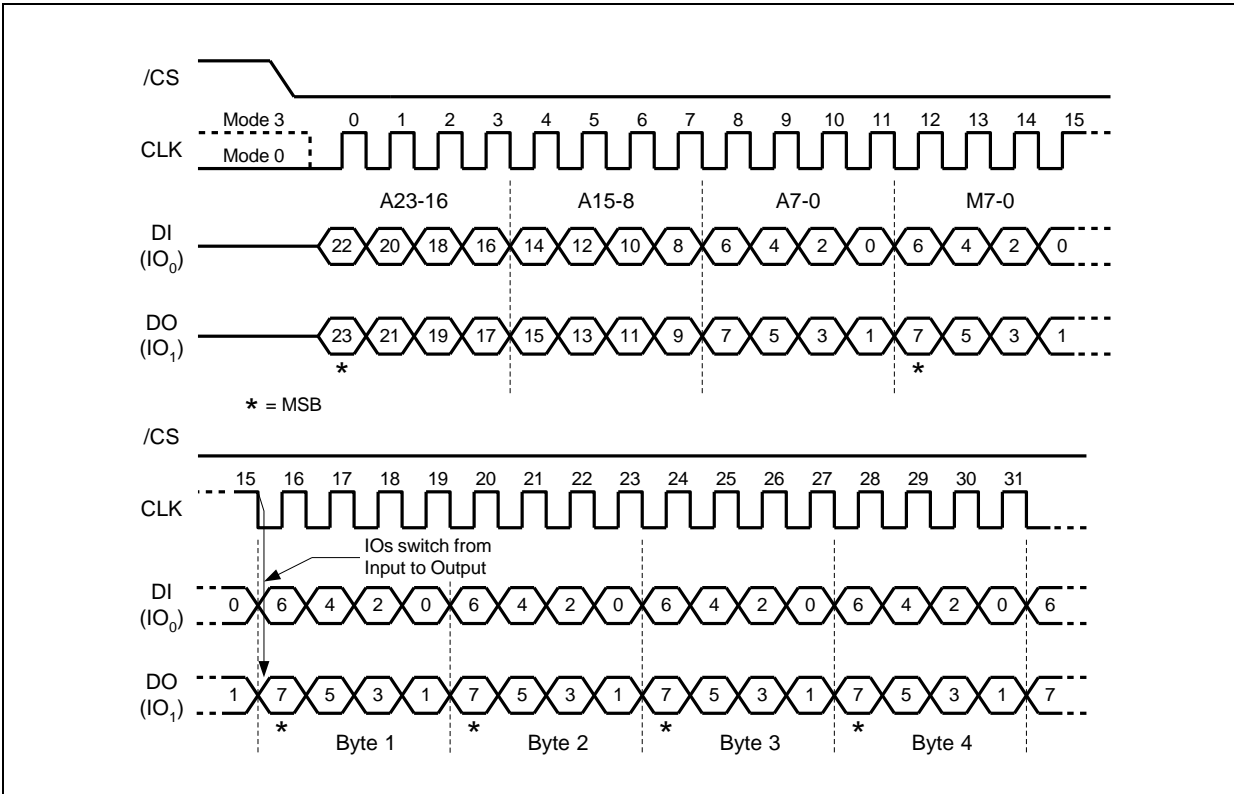 /CS
Mode 3
0 1 2 3 4 5 6 7 8 9 10 11 12 13 14 15
CLK
Mode 0
A23-16 A15-8 A7-0 M7-0
DI
(IO0)
22 20 18 16 14 12 10 8 6 4 2 0 6 4 2 0
DO
(IO1)
23 21 19 17 15 13 11 9 7 5 3 1 7 5 3 1
* *
* = MSB
/CS
15 16 17 18 19 20 21 22 23 24 25 26 27 28 29 30 31
CLK
IOs switch from
Input to Output
DI
(IO0)
0 6 4 2 0 6 4 2 0 6 4 2 0 6 4 2 0 6
DO
(IO1)
1 7 5 3 1 7 5 3 1 7 5 3 1 7 5 3 1 7
* * * *
Byte 1 Byte 2 Byte 3 Byte 4